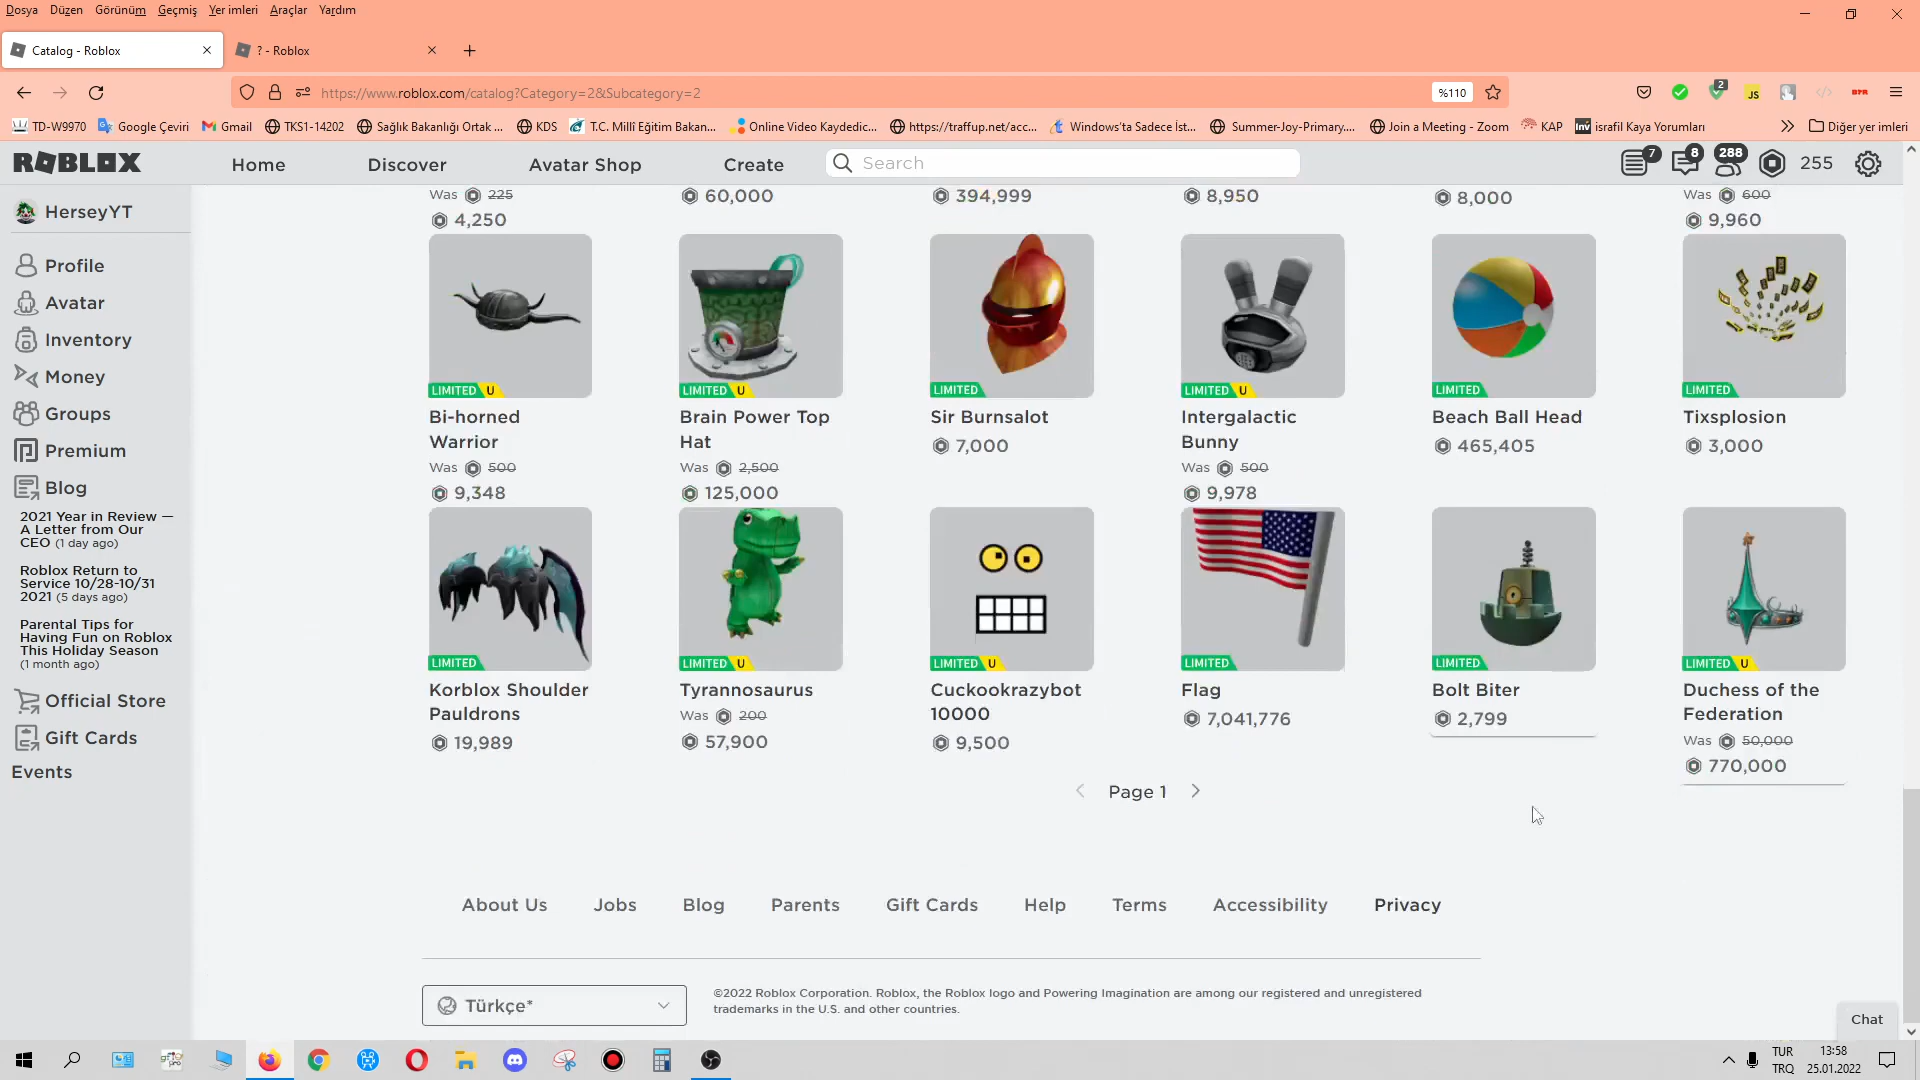 Dosya Düzen Görünüm Geçmiş Yer imleri Araçlar Yardım
Catalog - Roblox
? - Roblox
https://www.roblox.com/catalog?Category=2&Subcategory=2
%110
2
JS
TD-W9970
Google Çeviri
Gmail
TKS1-14202
Sağlık Bakanlığı Ortak ...
KDS
T.C. Millî Eğitim Bakan...
Online Video Kaydedic...
https://traffup.net/acc...
Windows'ta Sadece İst...
Summer-Joy-Primary....
Join a Meeting - Zoom
KAP
Inv
israfil Kaya Yorumları
Diğer yer imleri
ROBLOX
Home
Discover
Avatar Shop
Create
Search
7
8
288
255
HerseyYT
Profile
Avatar
Inventory
Money
Groups
Premium
Blog
2021 Year in Review —
A Letter from Our
CEO (1 day ago)
Roblox Return to
Service 10/28-10/31
2021 (5 days ago)
Parental Tips for
Having Fun on Roblox
This Holiday Season
(1 month ago)
Official Store
Gift Cards
Events
Was 225
4,250
60,000
394,999
8,950
8,000
Was 600
9,960
LIMITED U
Bi-horned
Warrior
Was 500
9,348
LIMITED U
Brain Power Top
Hat
Was 2,500
125,000
LIMITED
Sir Burnsalot
7,000
LIMITED U
Intergalactic
Bunny
Was 500
9,978
LIMITED
Beach Ball Head
465,405
LIMITED
Tixsplosion
3,000
LIMITED
Korblox Shoulder
Pauldrons
19,989
LIMITED U
Tyrannosaurus
Was 200
57,900
LIMITED U
Cuckookrazybot
10000
9,500
LIMITED
Flag
7,041,776
LIMITED
Bolt Biter
2,799
LIMITED U
Duchess of the
Federation
Was 50,000
770,000
Page 1
About Us
Jobs
Blog
Parents
Gift Cards
Help
Terms
Accessibility
Privacy
Türkçe*
©2022 Roblox Corporation. Roblox, the Roblox logo and Powering Imagination are among our registered and unregistered
trademarks in the U.S. and other countries.
Chat
TUR
TRQ
13:58
25.01.2022